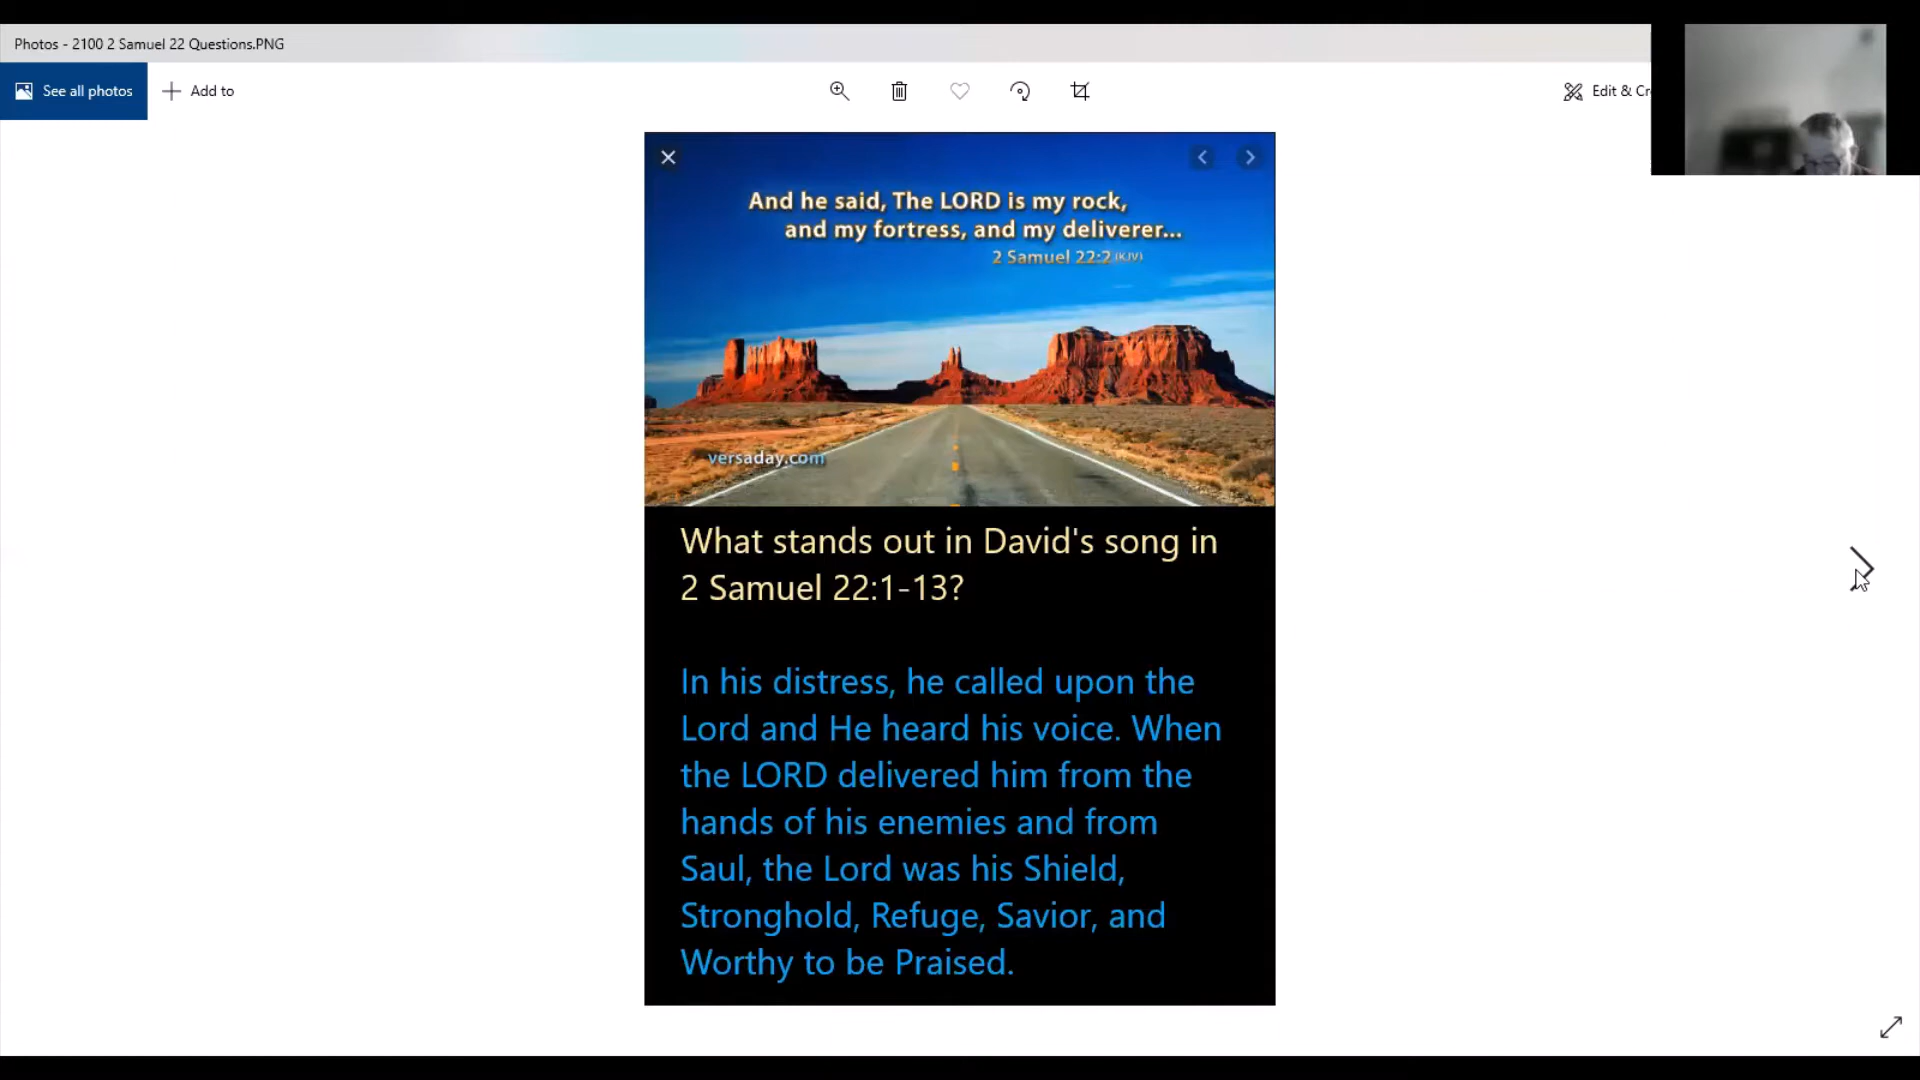 Photos - 2100 2 Samuel 22 Questions.PNG
See all photos
Add to
Edit & Cr
And he said, The LORD is my rock,
and my fortress, and my deliverer...
2 Samuel 22:2 (KJV)
versaday.com
What stands out in David's song in
2 Samuel 22:1-13?
In his distress, he called upon the
Lord and He heard his voice. When
the LORD delivered him from the
hands of his enemies and from
Saul, the Lord was his Shield,
Stronghold, Refuge, Savior, and
Worthy to be Praised.